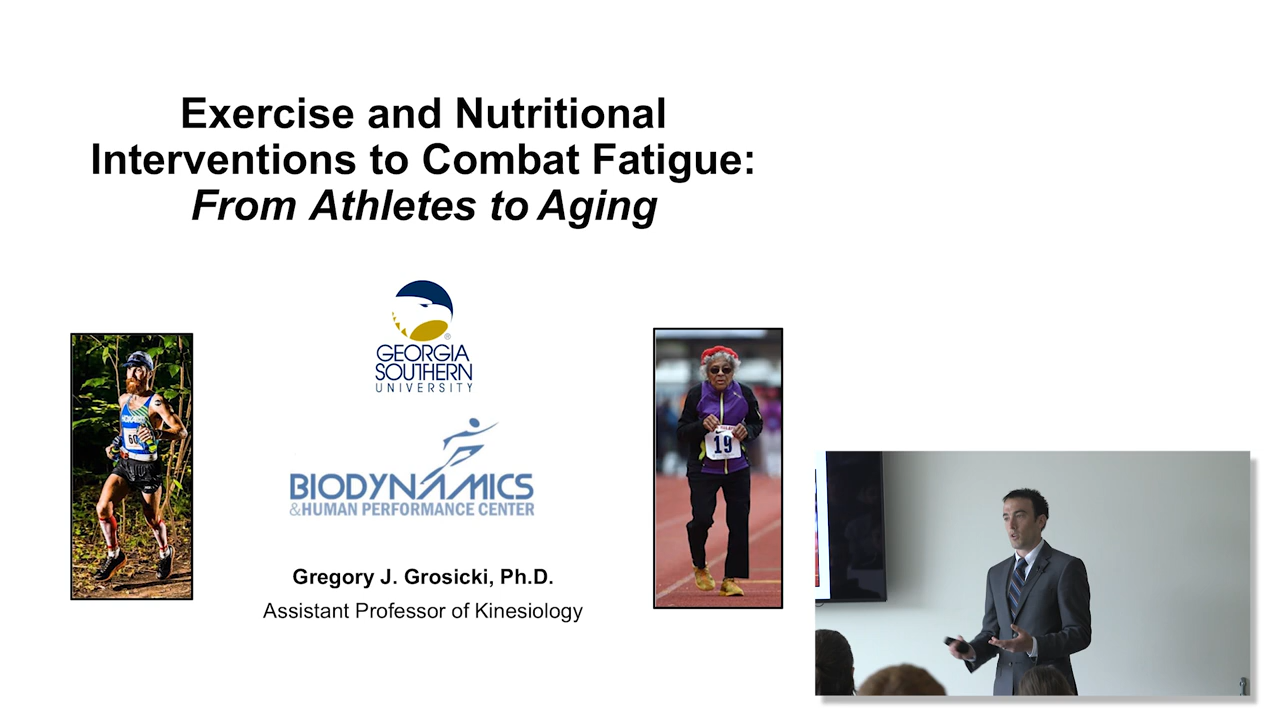 Exercise and Nutritional
Interventions to Combat Fatigue:
From Athletes to Aging
GEORGIA
SOUTHERN
UNIVERSITY
®
BIODYNAMICS
&HUMAN PERFORMANCE CENTER
60
19
Gregory J. Grosicki, Ph.D.
Assistant Professor of Kinesiology